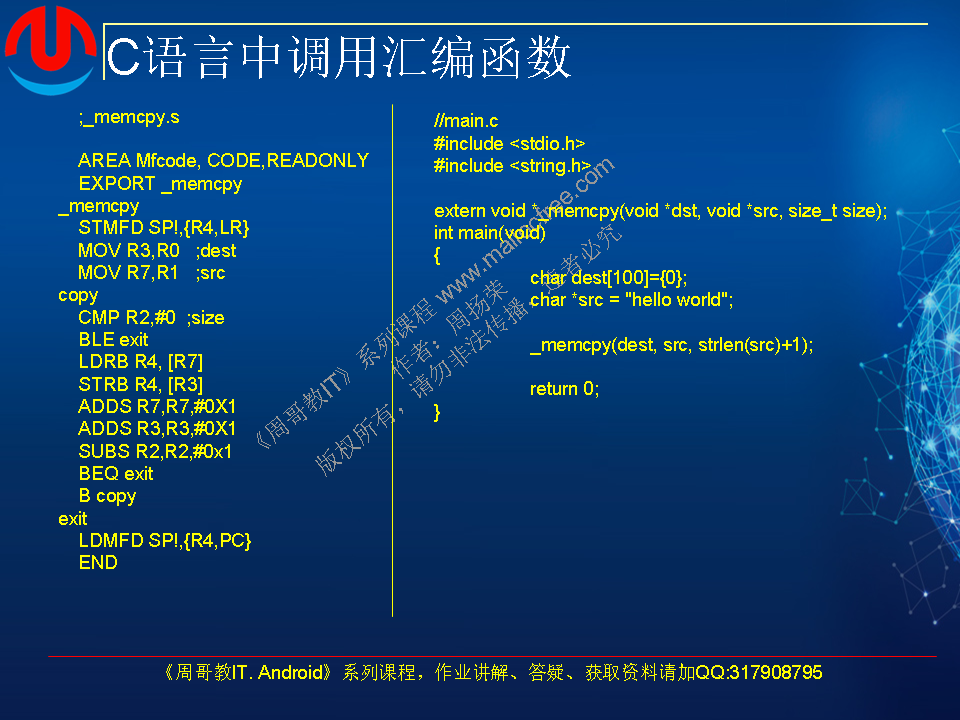 C语言中调用汇编函数
;_memcpy.s
AREA Mfcode, CODE,READONLY
EXPORT _memcpy
_memcpy
STMFD SP!,{R4,LR}
MOV R3,R0 ;dest
MOV R7,R1 ;src
copy
CMP R2,#0 ;size
BLE exit
LDRB R4, [R7]
STRB R4, [R3]
ADDS R7,R7,#0X1
ADDS R3,R3,#0X1
SUBS R2,R2,#0x1
BEQ exit
B copy
exit
LDMFD SP!,{R4,PC}
END
//main.c
#include <stdio.h>
#include <string.h>
extern void *_memcpy(void *dst, void *src, size_t size);
int main(void)
{
char dest[100]={0};
char *src = "hello world";
_memcpy(dest, src, strlen(src)+1);
return 0;
}
《周哥教IT》系列课程
作者：周扬荣
版权所有，请勿非法传播，违者必究
《周哥教IT. Android》系列课程，作业讲解、答疑、获取资料请加QQ:317908795